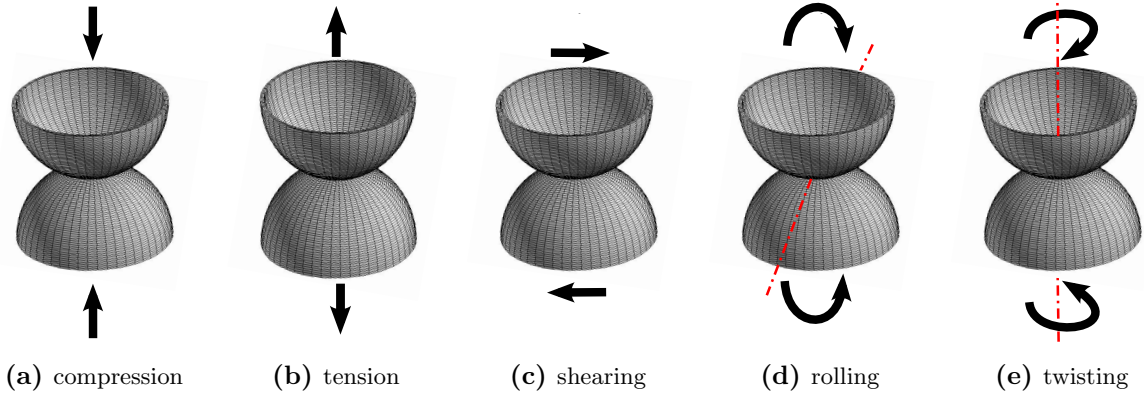 (a) compression
(b) tension
(c) shearing
(d) rolling
(e) twisting